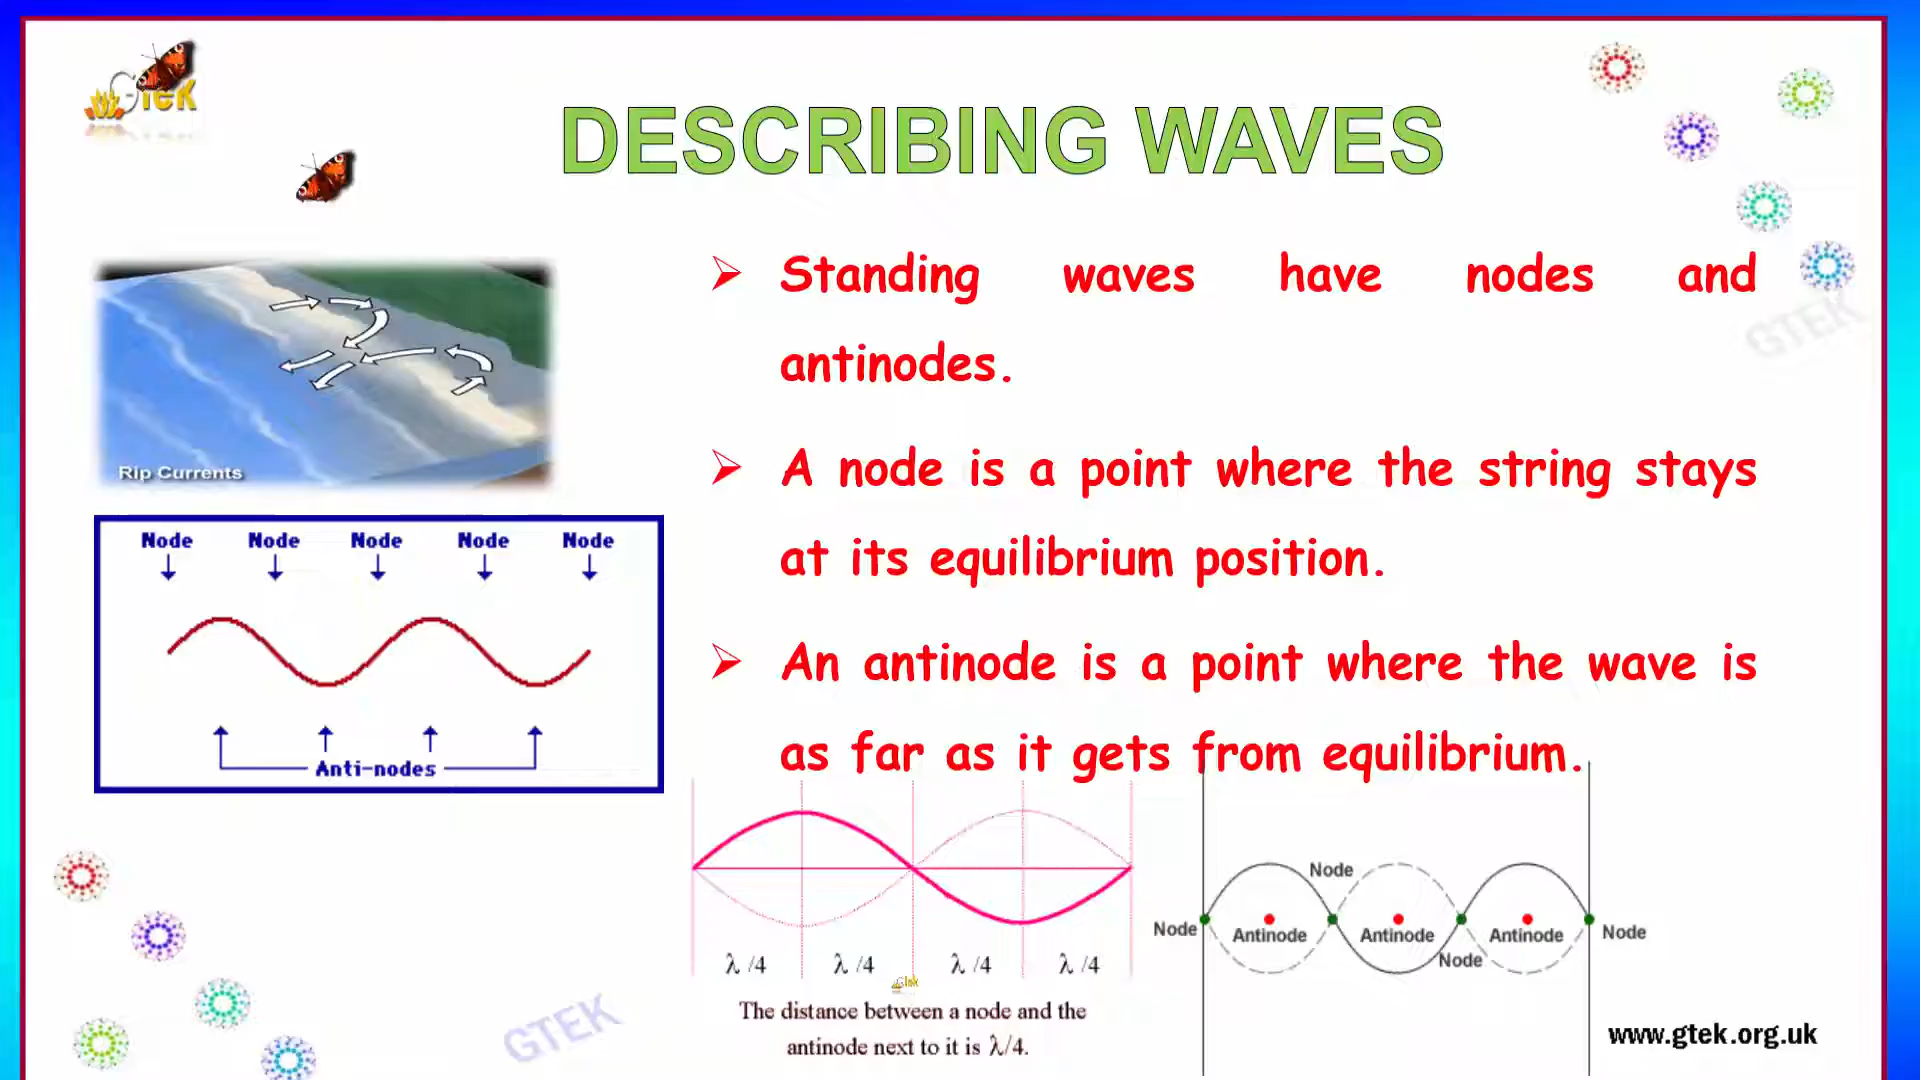 Gtek
DESCRIBING WAVES
➢ Standing waves have nodes and
antinodes.
GTEK
➢ A node is a point where the string stays
at its equilibrium position.
➢ An antinode is a point where the wave is
as far as it gets from equilibrium.
Rip Currents
Node Node Node Node Node
Anti-nodes
λ /4 λ /4 λ /4 λ /4
Gtek
The distance between a node and the
antinode next to it is λ/4.
Node
Node Antinode Antinode Antinode Node
Node
GTEK
www.gtek.org.uk